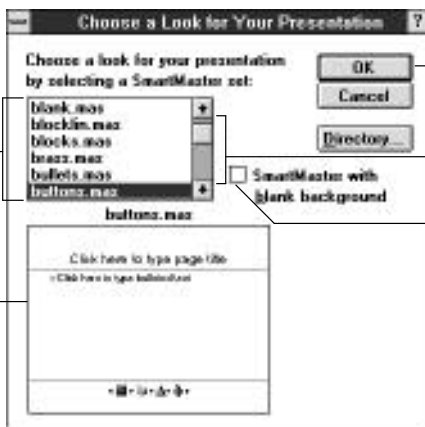 Choose a Look for Your Presentation ?
Choose a look for your presentation
by selecting a SmartMaster set:
OK
Cancel
Directory...
blank.mas
blocklin.mas
blocks.mas
brass.mas
bullets.mas
buttons.mas
SmartMaster with
blank background
buttons.mas
Click here to type page title
• Click here to type bulleted text